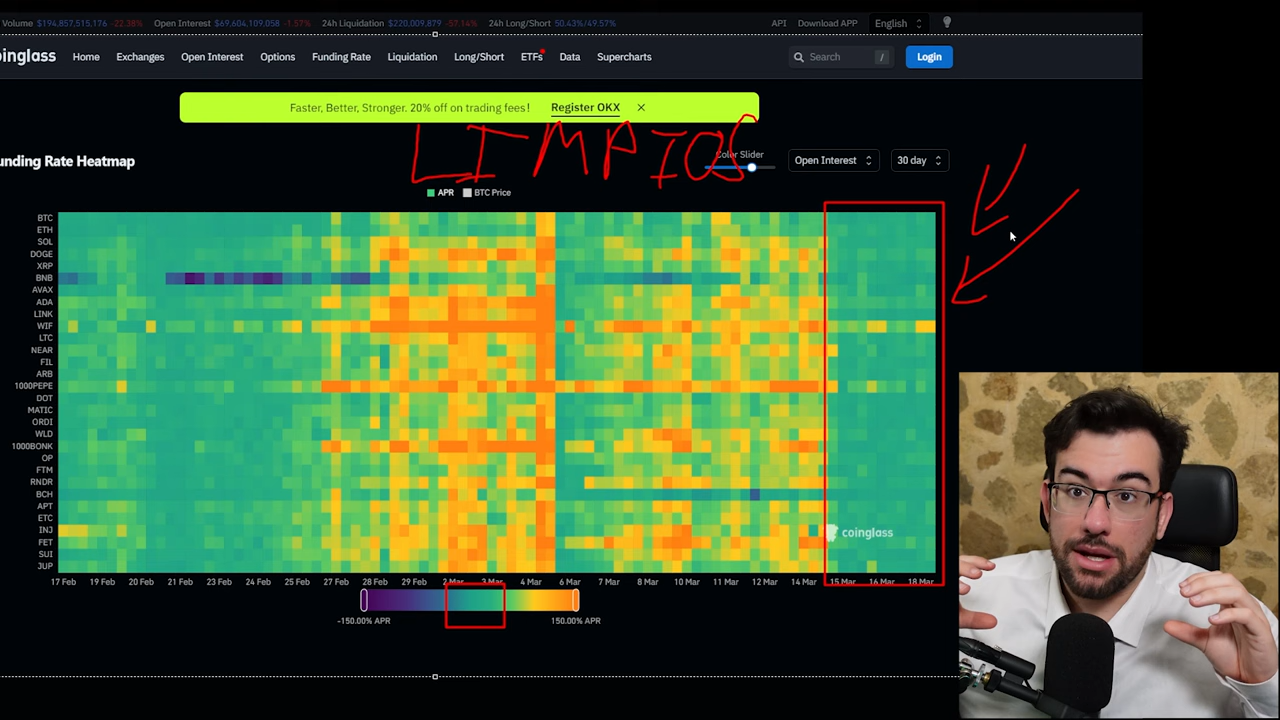 Volume $194,857,515,176 -22.38% Open Interest $69,604,109,058 -1.57% 24h Liquidation $220,009,879 -57.14% 24h Long/Short 50.43%/49.57% API Download APP English
inglass Home Exchanges Open Interest Options Funding Rate Liquidation Long/Short ETFs Data Supercharts Search / Login
Faster, Better, Stronger. 20% off on trading fees! Register OKX ×
LIMPIOS
unding Rate Heatmap Color Slider Open Interest 30 day
APR BTC Price
BTC
ETH
SOL
DOGE
XRP
BNB
AVAX
ADA
LINK
WIF
LTC
NEAR
FIL
ARB
1000PEPE
DOT
MATIC
ORDI
WLD
1000BONK
OP
FTM
RNDR
BCH
APT
ETC
INJ
coinglass
FET
SUI
JUP
17 Feb 19 Feb 20 Feb 21 Feb 23 Feb 24 Feb 25 Feb 27 Feb 28 Feb 29 Feb 2 Mar 3 Mar 4 Mar 6 Mar 7 Mar 8 Mar 10 Mar 11 Mar 12 Mar 14 Mar 15 Mar 16 Mar 18 Mar
-150.00% APR 150.00% APR